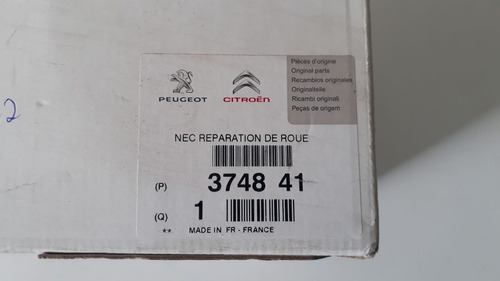 2
PEUGEOT
CITROËN
Pièces d'origine
Original parts
Recambios originales
Originalteile
Ricambi originali
Peças de origem
NEC REPARATION DE ROUE
(P) 3748 41
(Q) 1
** MADE IN FR - FRANCE